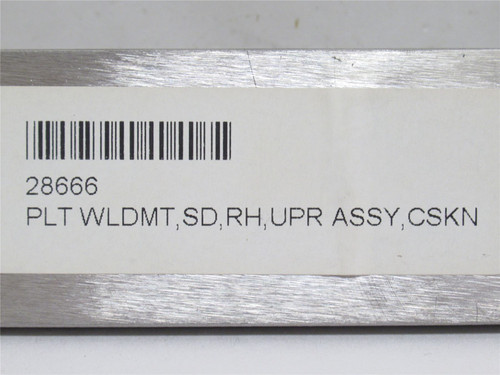 28666
PLT WLDMT,SD,RH,UPR ASSY,CSKN